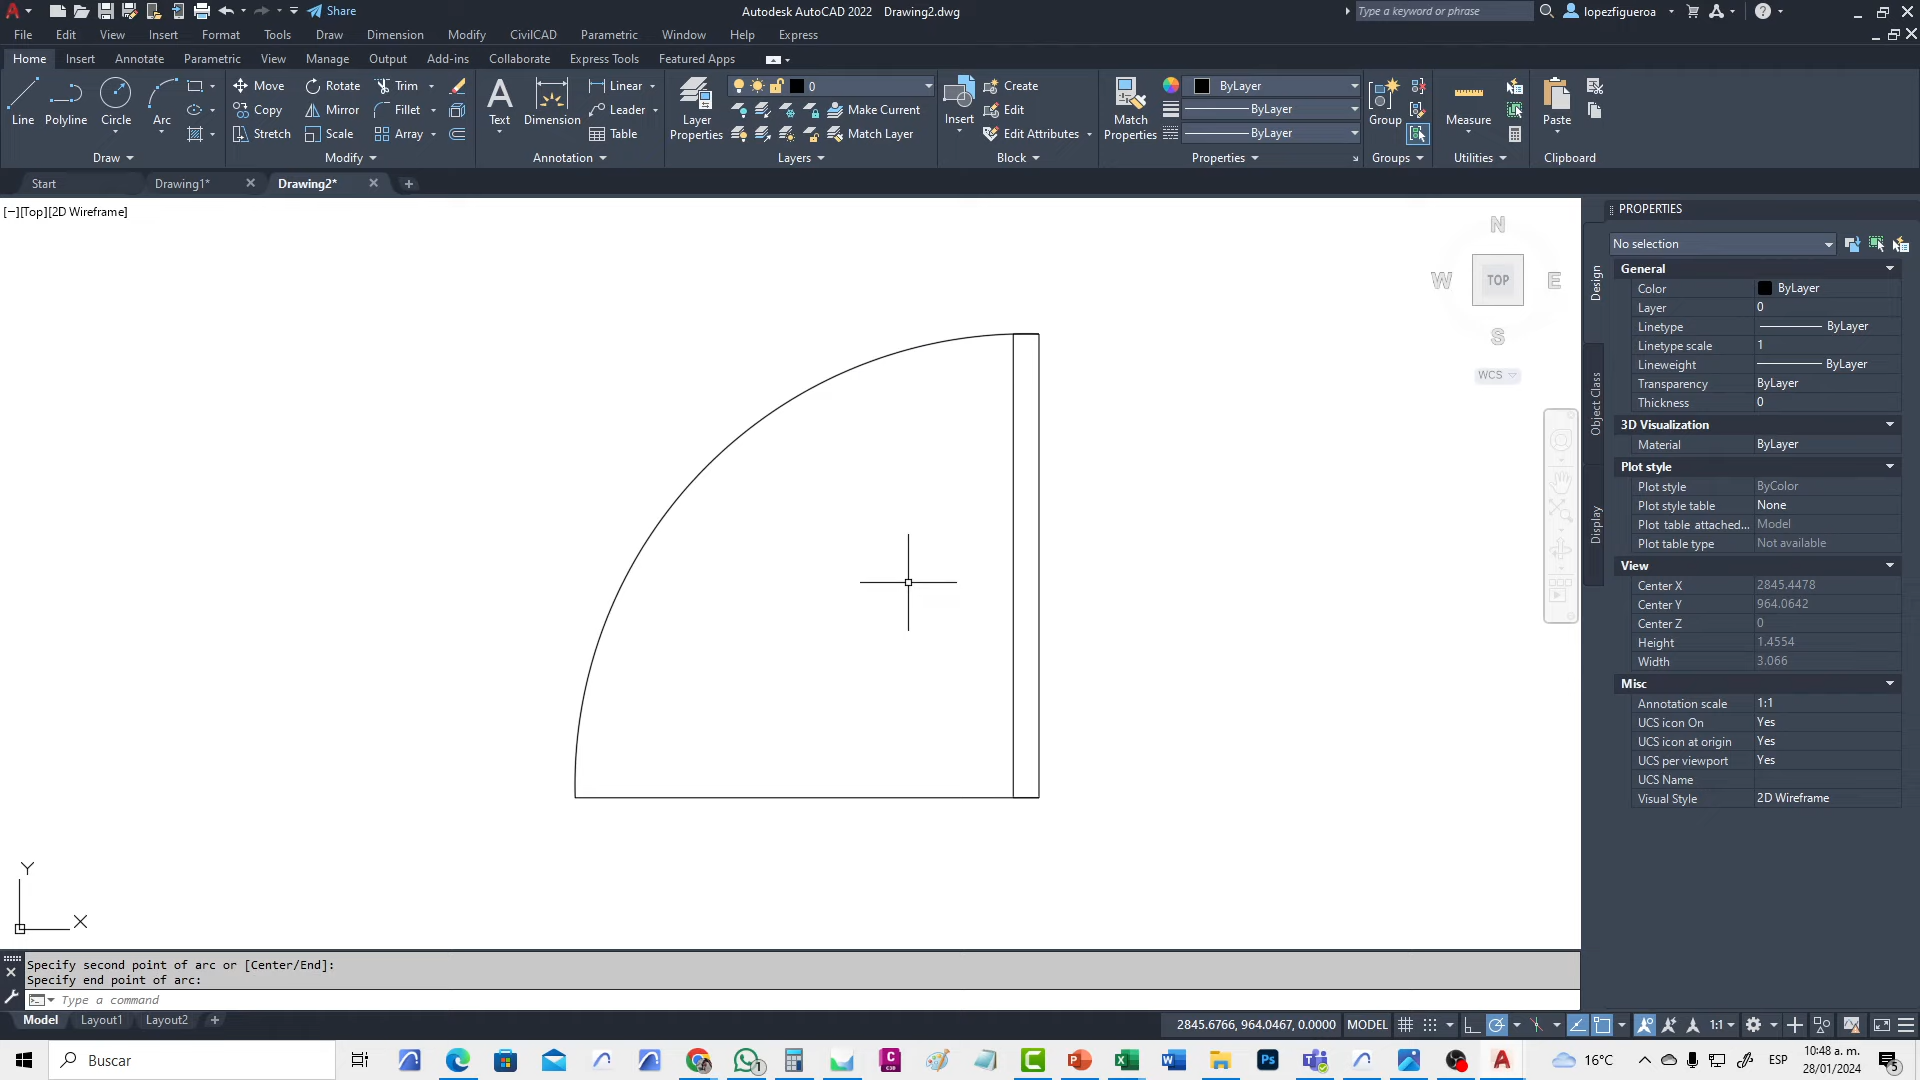 Share
Autodesk AutoCAD 2022 Drawing2.dwg
Type a keyword or phrase
lopezfigueroa
File Edit View Insert Format Tools Draw Dimension Modify CivilCAD Parametric Window Help Express
Home Insert Annotate Parametric View Manage Output Add-ins Collaborate Express Tools Featured Apps
Line Polyline Circle Arc
Draw
Move Rotate Trim
Copy Mirror Fillet
Stretch Scale Array
Modify
Text Dimension
Linear
Leader
Table
Annotation
Layer Properties
0
Make Current
Match Layer
Layers
Insert
Create
Edit
Edit Attributes
Block
Match Properties
ByLayer
ByLayer
ByLayer
Properties
Group
Groups
Measure
Utilities
Paste
Clipboard
Start Drawing1* Drawing2*
[−][Top][2D Wireframe]
N
W TOP E
S
WCS
PROPERTIES
No selection
Design
Object Class
Display
General
Color ByLayer
Layer 0
Linetype ByLayer
Linetype scale 1
Lineweight ByLayer
Transparency ByLayer
Thickness 0
3D Visualization
Material ByLayer
Plot style
Plot style ByColor
Plot style table None
Plot table attached... Model
Plot table type Not available
View
Center X 2845.4478
Center Y 964.0642
Center Z 0
Height 1.4554
Width 3.066
Misc
Annotation scale 1:1
UCS icon On Yes
UCS icon at origin Yes
UCS per viewport Yes
UCS Name
Visual Style 2D Wireframe
Y
X
Specify second point of arc or [Center/End]:
Specify end point of arc:
Type a command
Model Layout1 Layout2 +
2845.6766, 964.0467, 0.0000 MODEL 1:1
Buscar
16°C
ESP
10:48 a. m.
28/01/2024